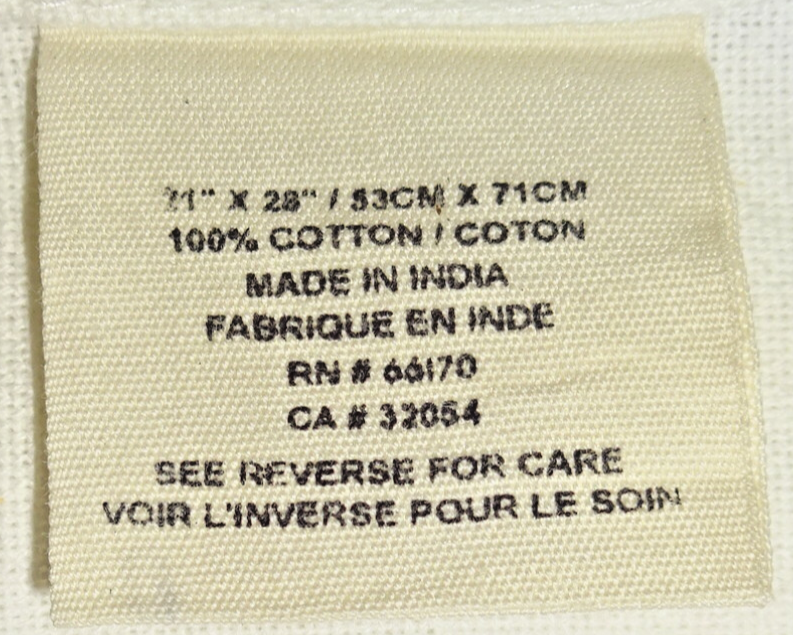 21" X 28" / 53CM X 71CM
100% COTTON / COTON
MADE IN INDIA
FABRIQUE EN INDE
RN # 66170
CA # 32054
SEE REVERSE FOR CARE
VOIR L'INVERSE POUR LE SOIN